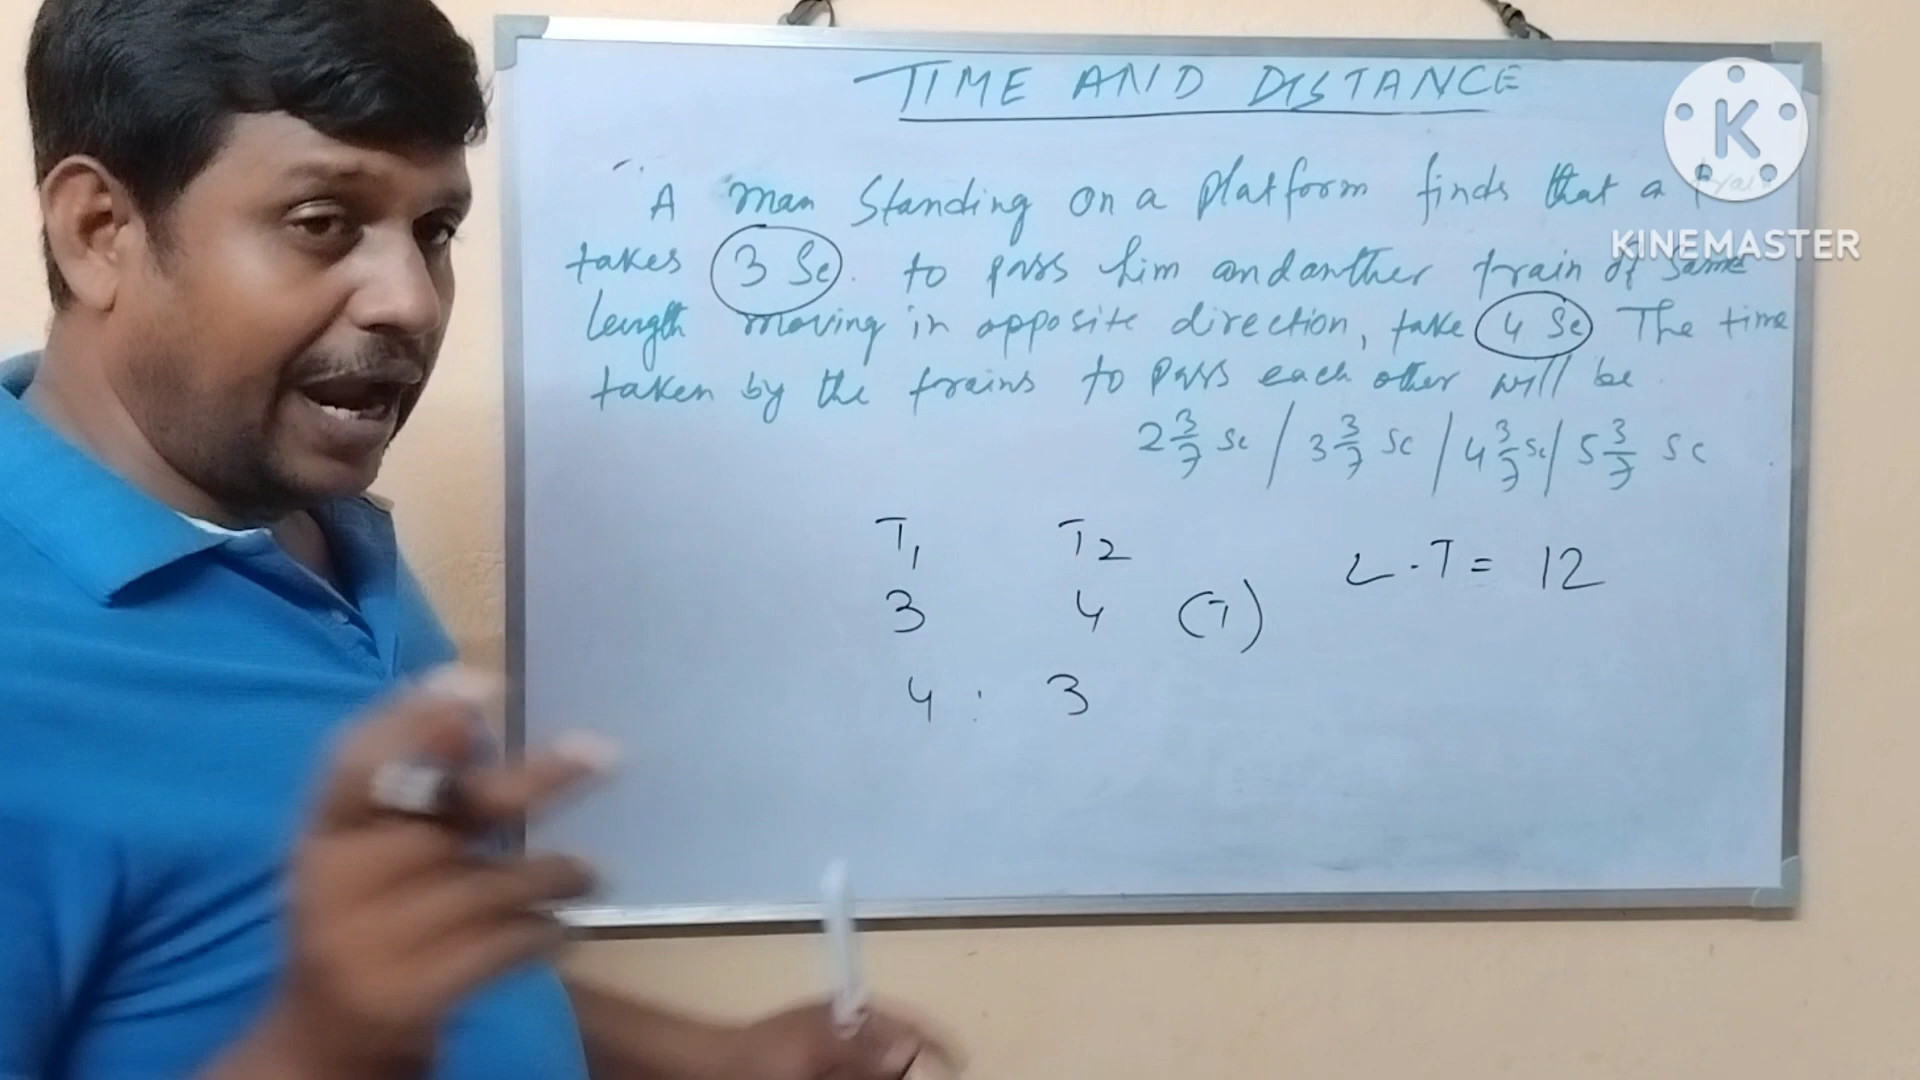 TIME AND DISTANCE
K
KINEMASTER
A man standing on a platform finds that a
takes 3 Sc. to pass him and another train of same
length moving in opposite direction, take 4 Sc The time
taken by the trains to pass each other will be
2 3/7 Sc / 3 3/7 Sc / 4 3/7 Sc / 5 3/7 Sc
T1 T2
L.T = 12
3 4 (T)
4 : 3